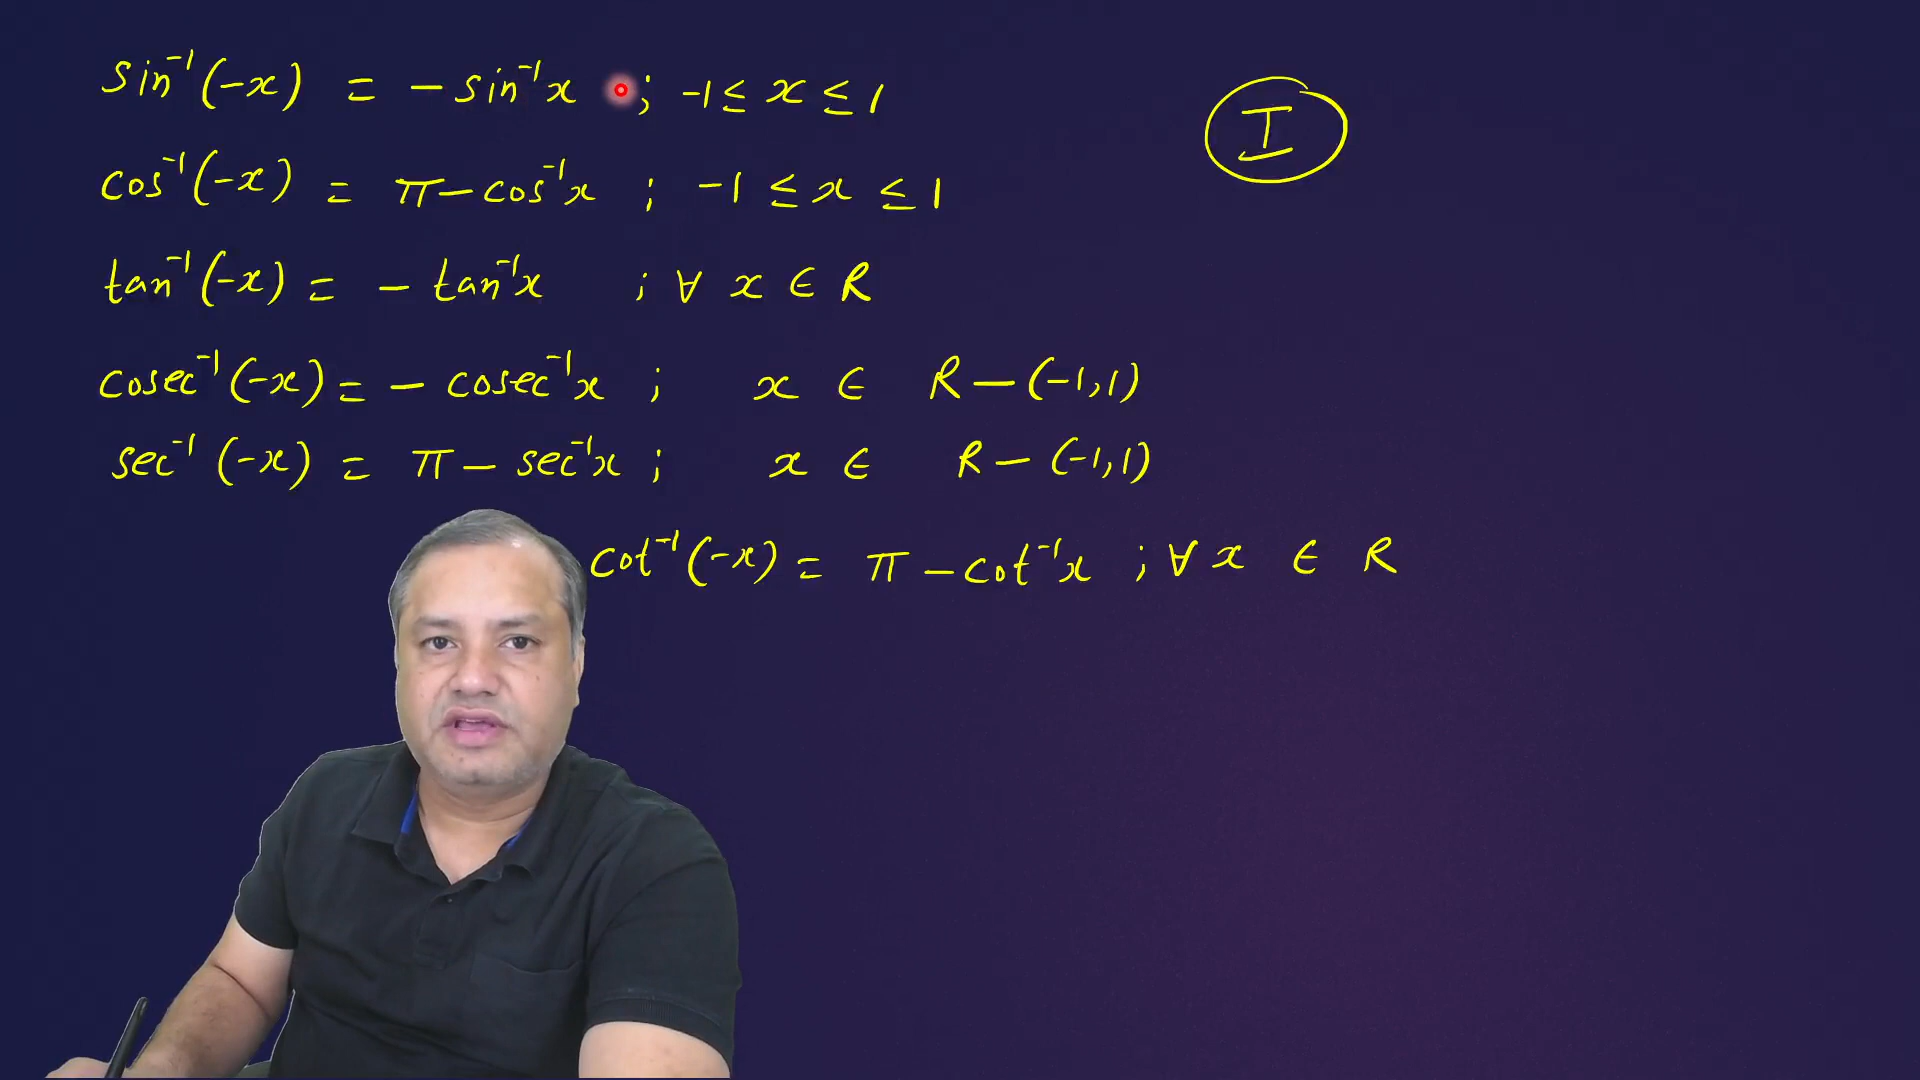 sin⁻¹(-x) = -sin⁻¹x ; -1 ≤ x ≤ 1
I
cos⁻¹(-x) = π-cos⁻¹x ; -1 ≤ x ≤ 1
tan⁻¹(-x) = - tan⁻¹x ; ∀ x ∈ R
cosec⁻¹(-x) = - cosec⁻¹x ; x ∈ R-(-1,1)
sec⁻¹(-x) = π- sec⁻¹x ; x ∈ R-(-1,1)
cot⁻¹(-x) = π-cot⁻¹x ; ∀ x ∈ R